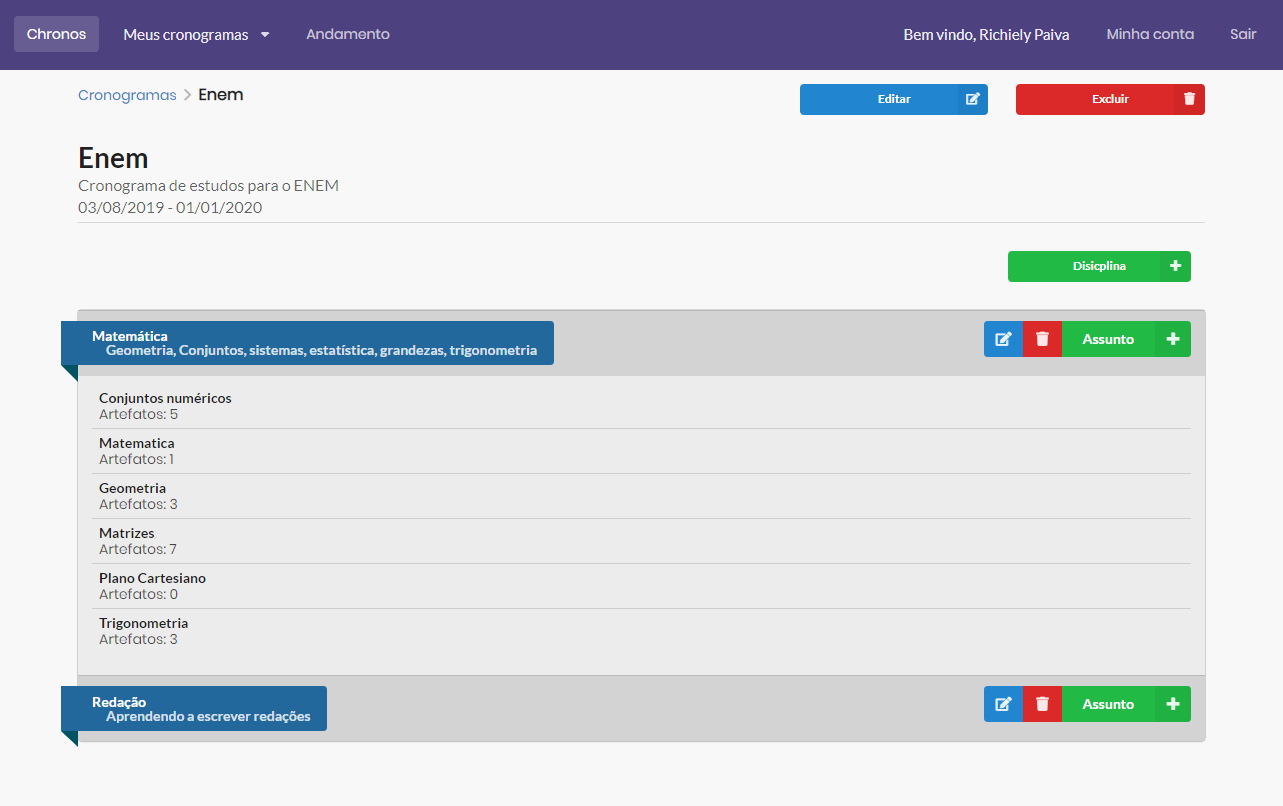 Chronos Meus cronogramas Andamento Bem vindo, Richiely Paiva Minha conta Sair
Cronogramas Enem Editar Excluir
Enem
Cronograma de estudos para o ENEM
03/08/2019 - 01/01/2020
Disicplina
Matemática
Geometria, Conjuntos, sistemas, estatística, grandezas, trigonometria
Assunto
Conjuntos numéricos
Artefatos: 5
Matematica
Artefatos: 1
Geometria
Artefatos: 3
Matrizes
Artefatos: 7
Plano Cartesiano
Artefatos: 0
Trigonometria
Artefatos: 3
Redação
Aprendendo a escrever redações
Assunto